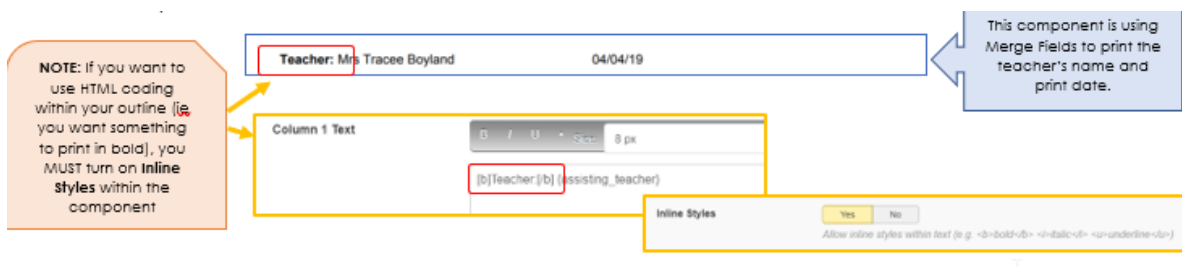 NOTE: If you want to
use HTML coding
within your outline (ie
you want something
to print in bold), you
MUST turn on Inline
Styles within the
component
Teacher: Mrs Tracee Boyland 04/04/19
This component is using
Merge Fields to print the
teacher's name and
print date.
Column 1 Text
B I U Size 8 px
[b]Teacher:[/b] {assisting_teacher}
Inline Styles Yes No
Allow inline styles within text (e.g. <b>bold</b> <i>italic</i> <u>underline</u>)